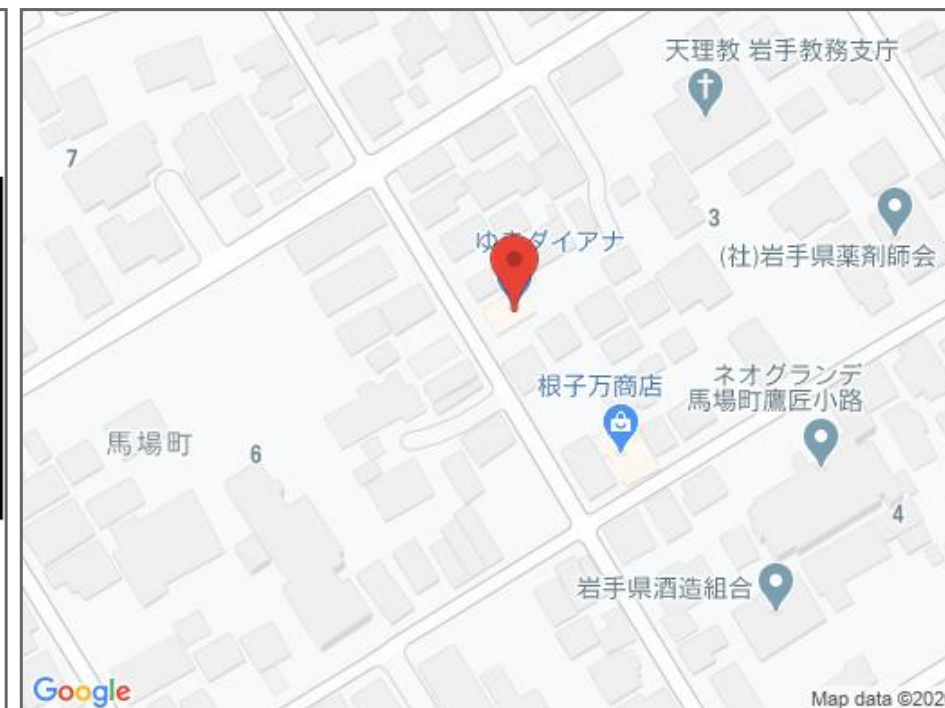 天理教 岩手教務支庁
7
3
ゆきダイアナ
(社)岩手県薬剤師会
根子万商店
ネオグランデ
馬場町鷹匠小路
馬場町
6
4
岩手県酒造組合
Google
Map data ©202